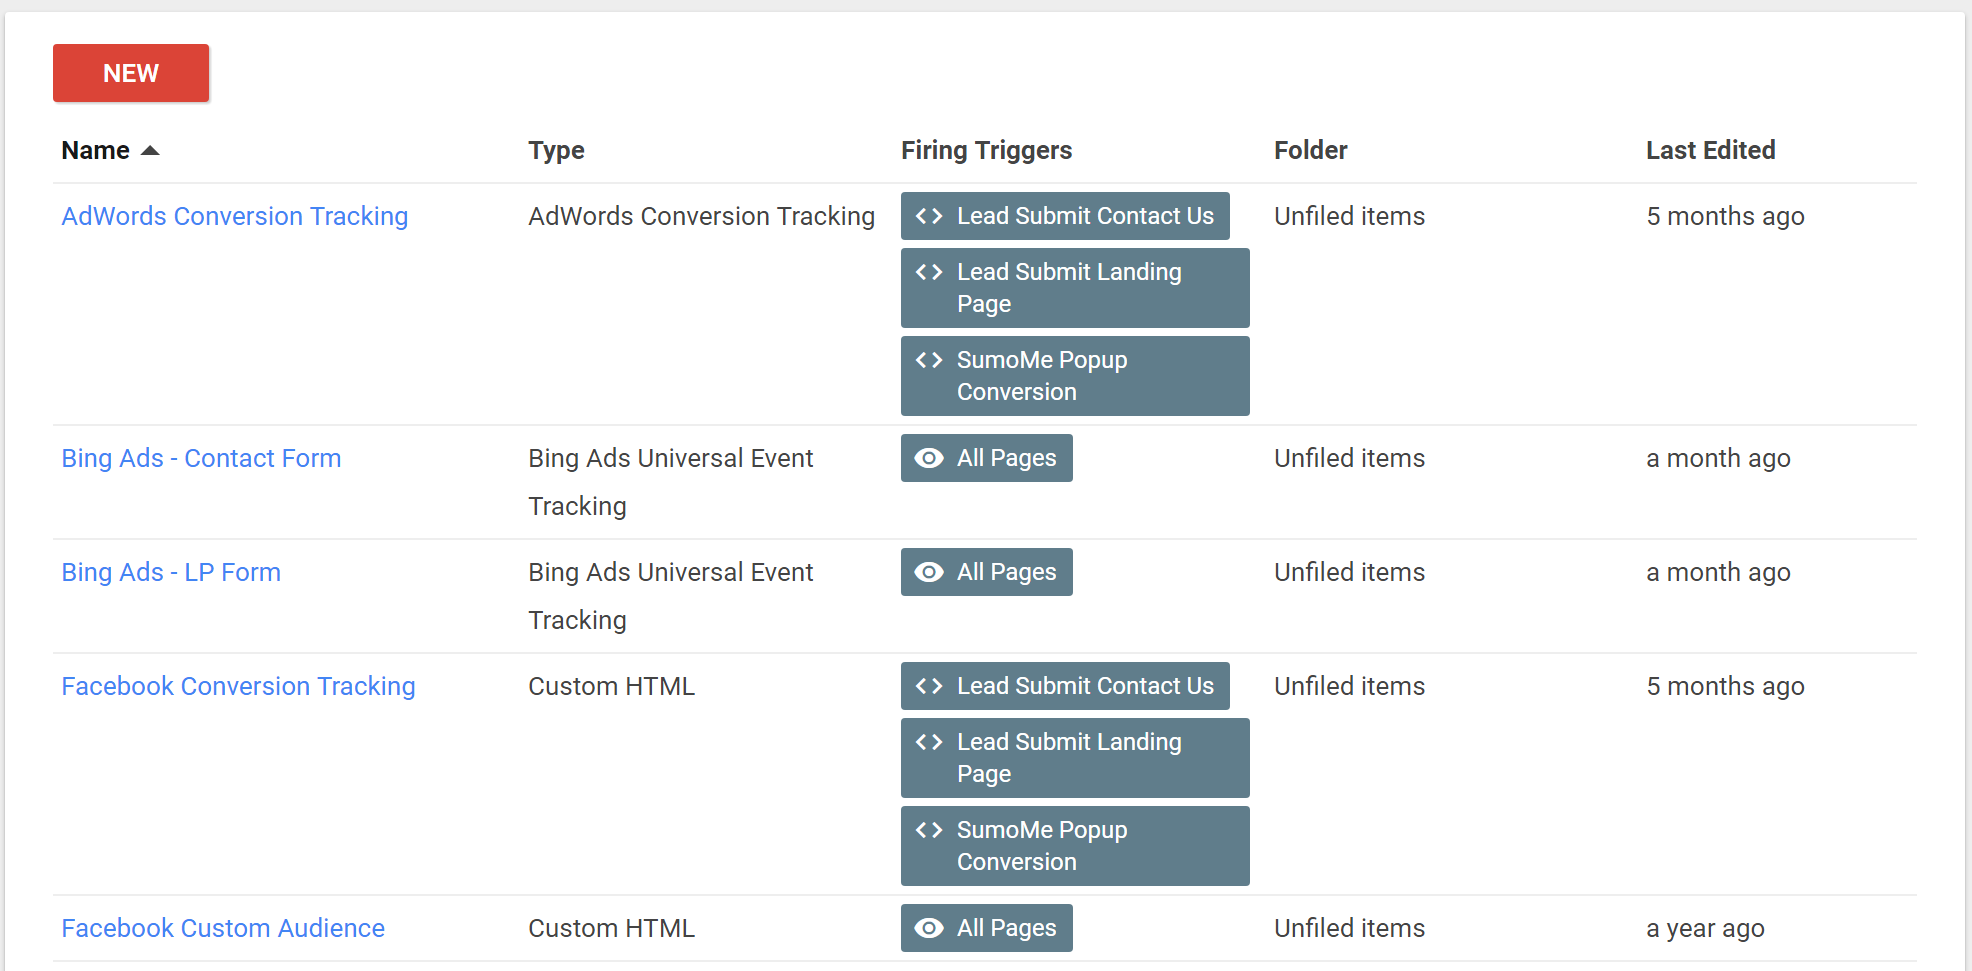 NEW
Name Type Firing Triggers Folder Last Edited
AdWords Conversion Tracking AdWords Conversion Tracking Lead Submit Contact Us Unfiled items 5 months ago
Lead Submit Landing
Page
SumoMe Popup
Conversion
Bing Ads - Contact Form Bing Ads Universal Event All Pages Unfiled items a month ago
Tracking
Bing Ads - LP Form Bing Ads Universal Event All Pages Unfiled items a month ago
Tracking
Facebook Conversion Tracking Custom HTML Lead Submit Contact Us Unfiled items 5 months ago
Lead Submit Landing
Page
SumoMe Popup
Conversion
Facebook Custom Audience Custom HTML All Pages Unfiled items a year ago